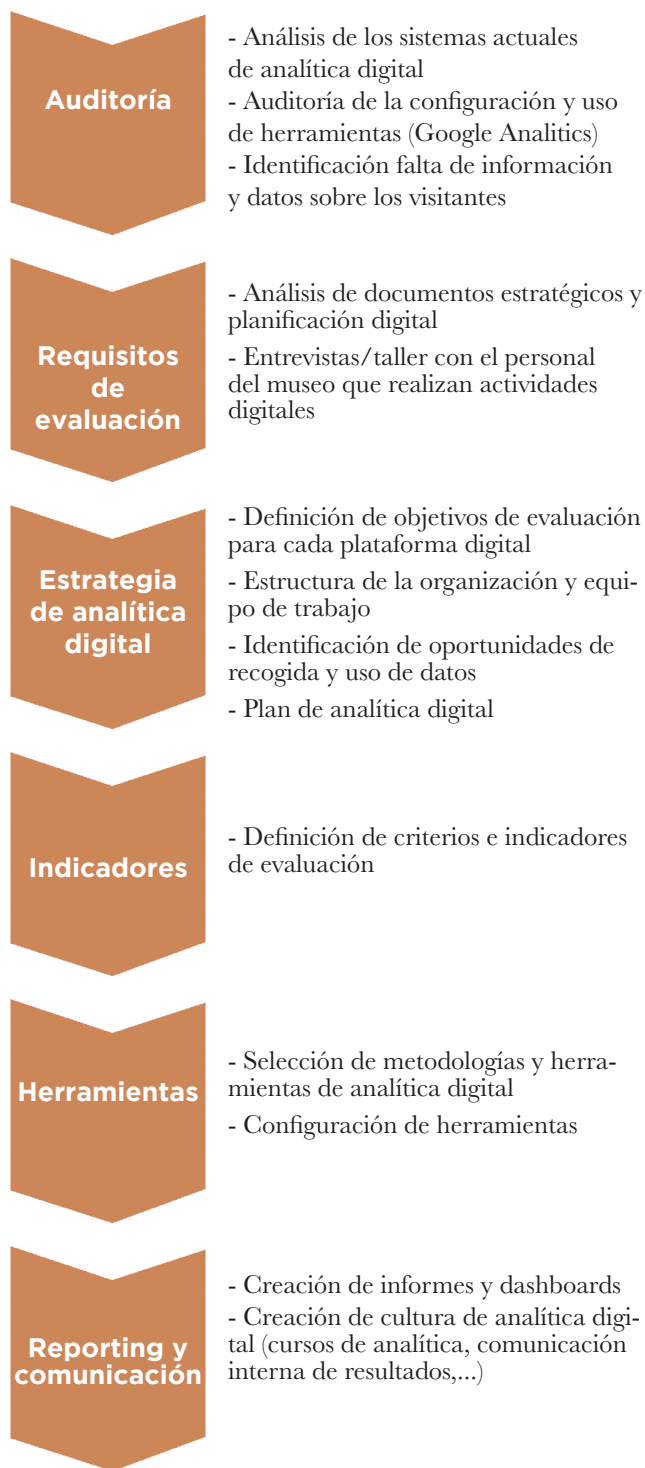 Auditoría
- Análisis de los sistemas actuales
de analítica digital
- Auditoría de la configuración y uso
de herramientas (Google Analitics)
- Identificación falta de información
y datos sobre los visitantes
Requisitos
de
evaluación
- Análisis de documentos estratégicos y
planificación digital
- Entrevistas/taller con el personal
del museo que realizan actividades
digitales
Estrategia
de analítica
digital
- Definición de objetivos de evaluación
para cada plataforma digital
- Estructura de la organización y equi-
po de trabajo
- Identificación de oportunidades de
recogida y uso de datos
- Plan de analítica digital
Indicadores
- Definición de criterios e indicadores
de evaluación
Herramientas
- Selección de metodologías y herra-
mientas de analítica digital
- Configuración de herramientas
Reporting y
comunicación
- Creación de informes y dashboards
- Creación de cultura de analítica digi-
tal (cursos de analítica, comunicación
interna de resultados,...)